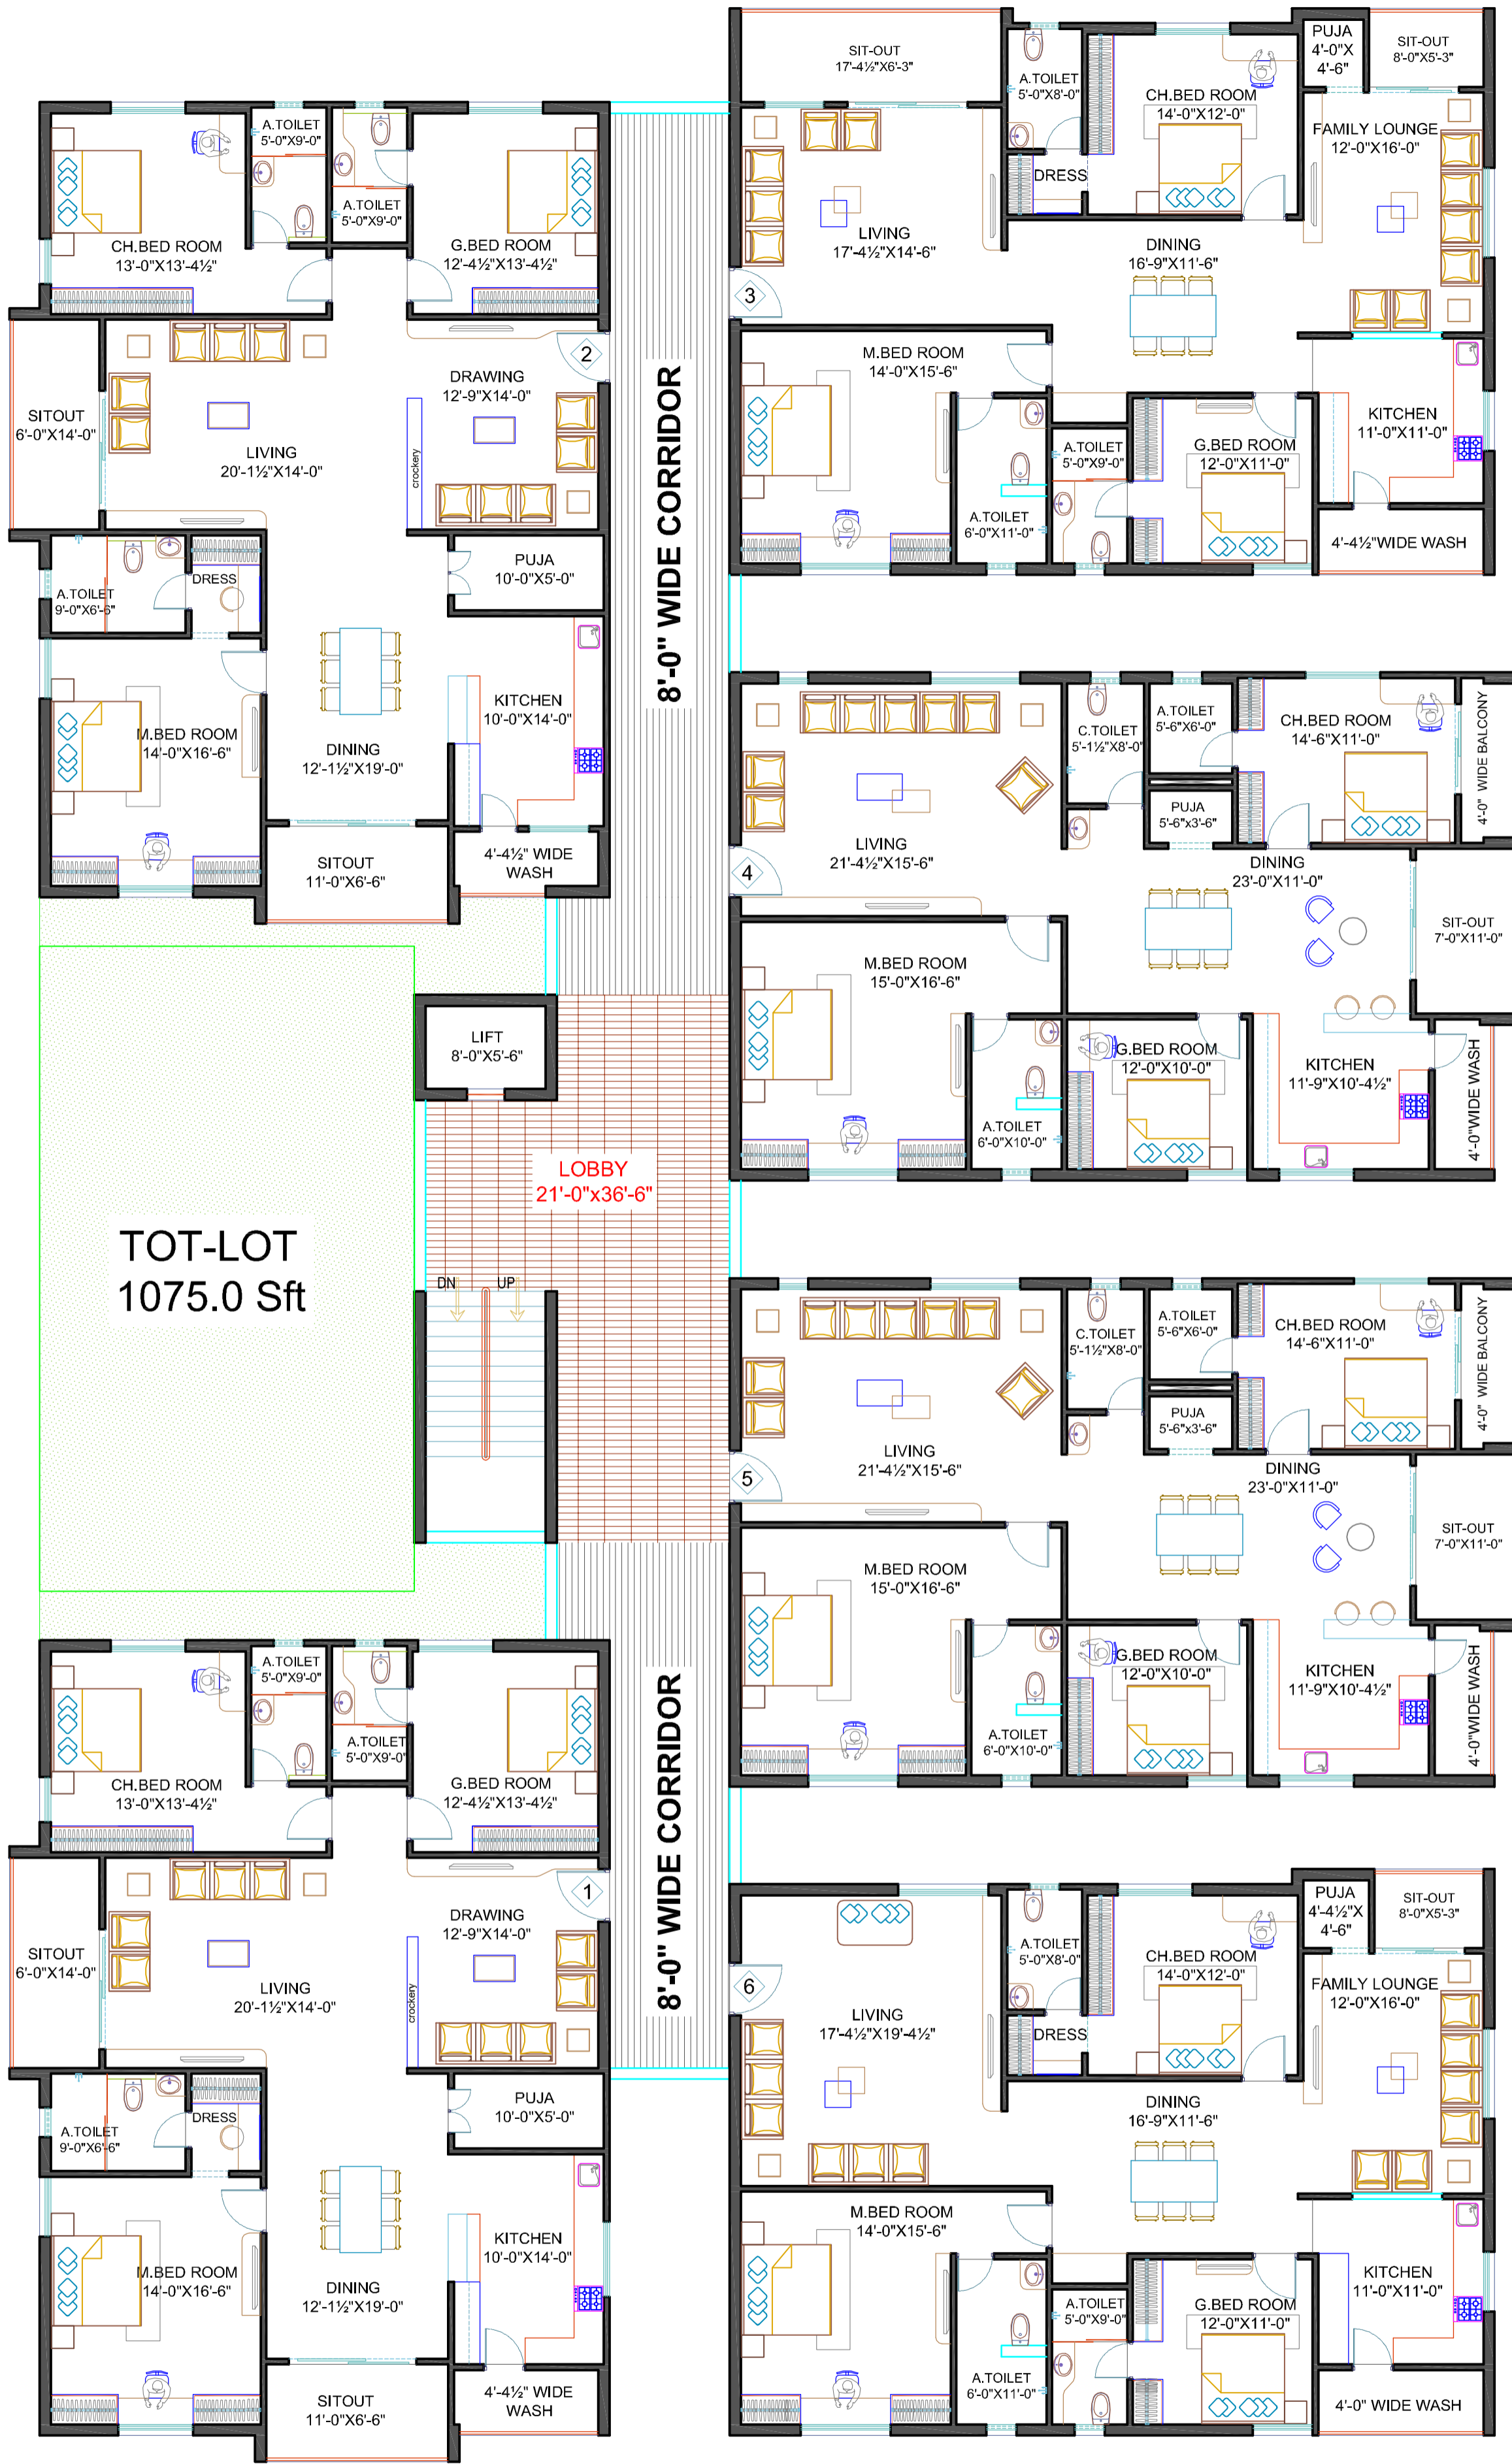 A.TOILET
5'-0"X9'-0"
A.TOILET
5'-0"X9'-0"
CH.BED ROOM
13'-0"X13'-4½"
G.BED ROOM
12'-4½"X13'-4½"
2
DRAWING
12'-9"X14'-0"
SITOUT
6'-0"X14'-0"
LIVING
20'-1½"X14'-0"
crockery
PUJA
10'-0"X5'-0"
DRESS
A.TOILET
9'-0"X6'-6"
M.BED ROOM
14'-0"X16'-6"
DINING
12'-1½"X19'-0"
KITCHEN
10'-0"X14'-0"
SITOUT
11'-0"X6'-6"
4'-4½" WIDE
WASH
8'-0" WIDE CORRIDOR
SIT-OUT
17'-4½"X6'-3"
A.TOILET
5'-0"X8'-0"
CH.BED ROOM
14'-0"X12'-0"
PUJA
4'-0"X
4'-6"
SIT-OUT
8'-0"X5'-3"
FAMILY LOUNGE
12'-0"X16'-0"
DRESS
LIVING
17'-4½"X14'-6"
DINING
16'-9"X11'-6"
3
M.BED ROOM
14'-0"X15'-6"
A.TOILET
6'-0"X11'-0"
A.TOILET
5'-0"X9'-0"
G.BED ROOM
12'-0"X11'-0"
KITCHEN
11'-0"X11'-0"
4'-4½"WIDE WASH
C.TOILET
5'-1½"X8'-0"
A.TOILET
5'-6"X6'-0"
CH.BED ROOM
14'-6"X11'-0"
4'-0" WIDE BALCONY
PUJA
5'-6"x3'-6"
LIVING
21'-4½"X15'-6"
4
DINING
23'-0"X11'-0"
SIT-OUT
7'-0"X11'-0"
M.BED ROOM
15'-0"X16'-6"
A.TOILET
6'-0"X10'-0"
G.BED ROOM
12'-0"X10'-0"
KITCHEN
11'-9"X10'-4½"
4'-0"WIDE WASH
LIFT
8'-0"X5'-6"
LOBBY
21'-0"x36'-6"
TOT-LOT
1075.0 Sft
DN
UP
C.TOILET
5'-1½"X8'-0"
A.TOILET
5'-6"X6'-0"
CH.BED ROOM
14'-6"X11'-0"
4'-0" WIDE BALCONY
PUJA
5'-6"x3'-6"
LIVING
21'-4½"X15'-6"
5
DINING
23'-0"X11'-0"
SIT-OUT
7'-0"X11'-0"
M.BED ROOM
15'-0"X16'-6"
A.TOILET
6'-0"X10'-0"
G.BED ROOM
12'-0"X10'-0"
KITCHEN
11'-9"X10'-4½"
4'-0"WIDE WASH
A.TOILET
5'-0"X9'-0"
A.TOILET
5'-0"X9'-0"
CH.BED ROOM
13'-0"X13'-4½"
G.BED ROOM
12'-4½"X13'-4½"
1
DRAWING
12'-9"X14'-0"
SITOUT
6'-0"X14'-0"
LIVING
20'-1½"X14'-0"
crockery
PUJA
10'-0"X5'-0"
DRESS
A.TOILET
9'-0"X6'-6"
M.BED ROOM
14'-0"X16'-6"
DINING
12'-1½"X19'-0"
KITCHEN
10'-0"X14'-0"
SITOUT
11'-0"X6'-6"
4'-4½" WIDE
WASH
8'-0" WIDE CORRIDOR
A.TOILET
5'-0"X8'-0"
CH.BED ROOM
14'-0"X12'-0"
PUJA
4'-4½"X
4'-6"
SIT-OUT
8'-0"X5'-3"
FAMILY LOUNGE
12'-0"X16'-0"
DRESS
6
LIVING
17'-4½"X19'-4½"
DINING
16'-9"X11'-6"
M.BED ROOM
14'-0"X15'-6"
A.TOILET
6'-0"X11'-0"
A.TOILET
5'-0"X9'-0"
G.BED ROOM
12'-0"X11'-0"
KITCHEN
11'-0"X11'-0"
4'-0" WIDE WASH